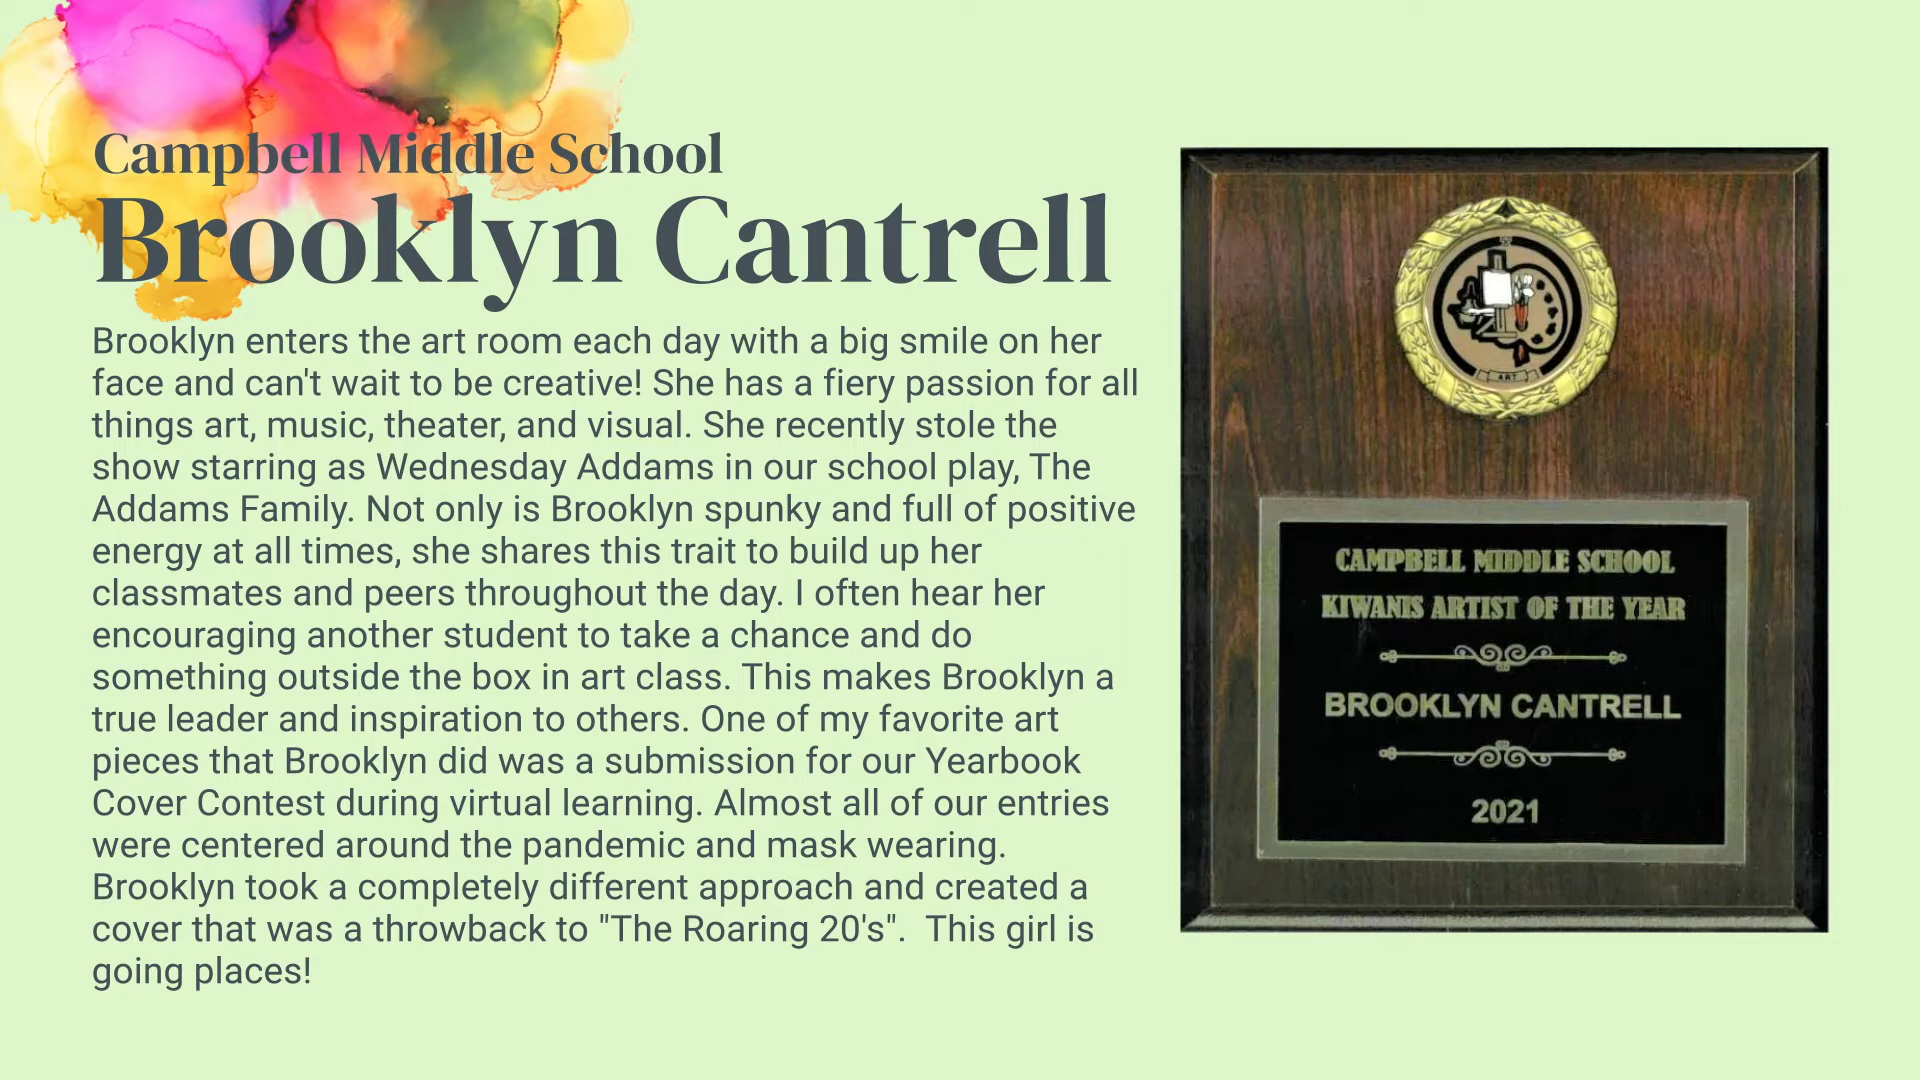 Campbell Middle School
Brooklyn Cantrell
Brooklyn enters the art room each day with a big smile on her
face and can't wait to be creative! She has a fiery passion for all
things art, music, theater, and visual. She recently stole the
show starring as Wednesday Addams in our school play, The
Addams Family. Not only is Brooklyn spunky and full of positive
energy at all times, she shares this trait to build up her
classmates and peers throughout the day. I often hear her
encouraging another student to take a chance and do
something outside the box in art class. This makes Brooklyn a
true leader and inspiration to others. One of my favorite art
pieces that Brooklyn did was a submission for our Yearbook
Cover Contest during virtual learning. Almost all of our entries
were centered around the pandemic and mask wearing.
Brooklyn took a completely different approach and created a
cover that was a throwback to "The Roaring 20's".  This girl is
going places!
ART
CAMPBELL MIDDLE SCHOOL
KIWANIS ARTIST OF THE YEAR
BROOKLYN CANTRELL
2021